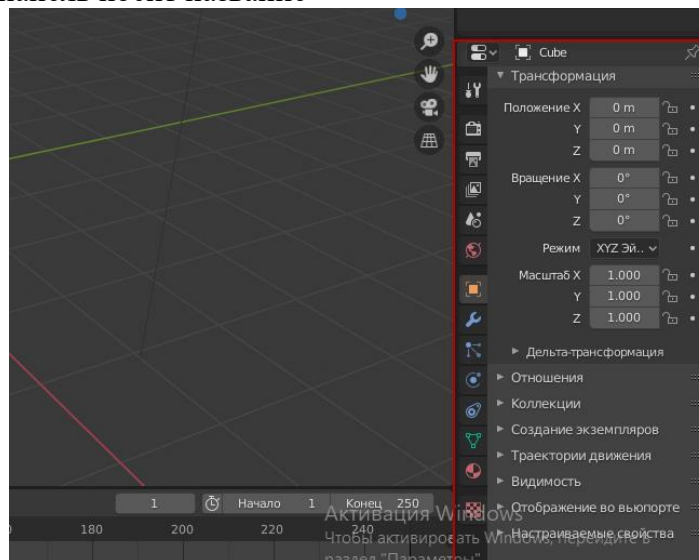 Cube
Трансформация
Положение X 0 m
Y 0 m
Z 0 m
Вращение X 0°
Y 0°
Z 0°
Режим XYZ Эй..
Масштаб X 1.000
Y 1.000
Z 1.000
Дельта-трансформация
Отношения
Коллекции
Создание экземпляров
Траектории движения
Видимость
Отображение во вьюпорте
Настраиваемые свойства
1 Начало 1 Конец 250
180 200 220
Активация Windows
Чтобы активировать Windows, перейдите в
раздел "Параметры".